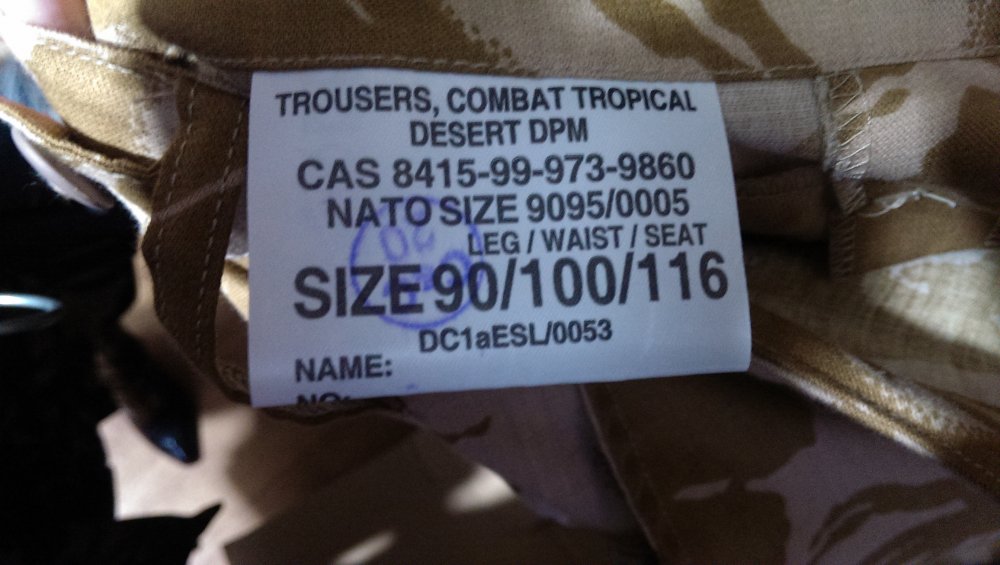 TROUSERS, COMBAT TROPICAL
DESERT DPM
CAS 8415-99-973-9860
NATO SIZE 9095/0005
LEG / WAIST / SEAT
SIZE 90/100/116
DC1aESL/0053
NAME:
NO: